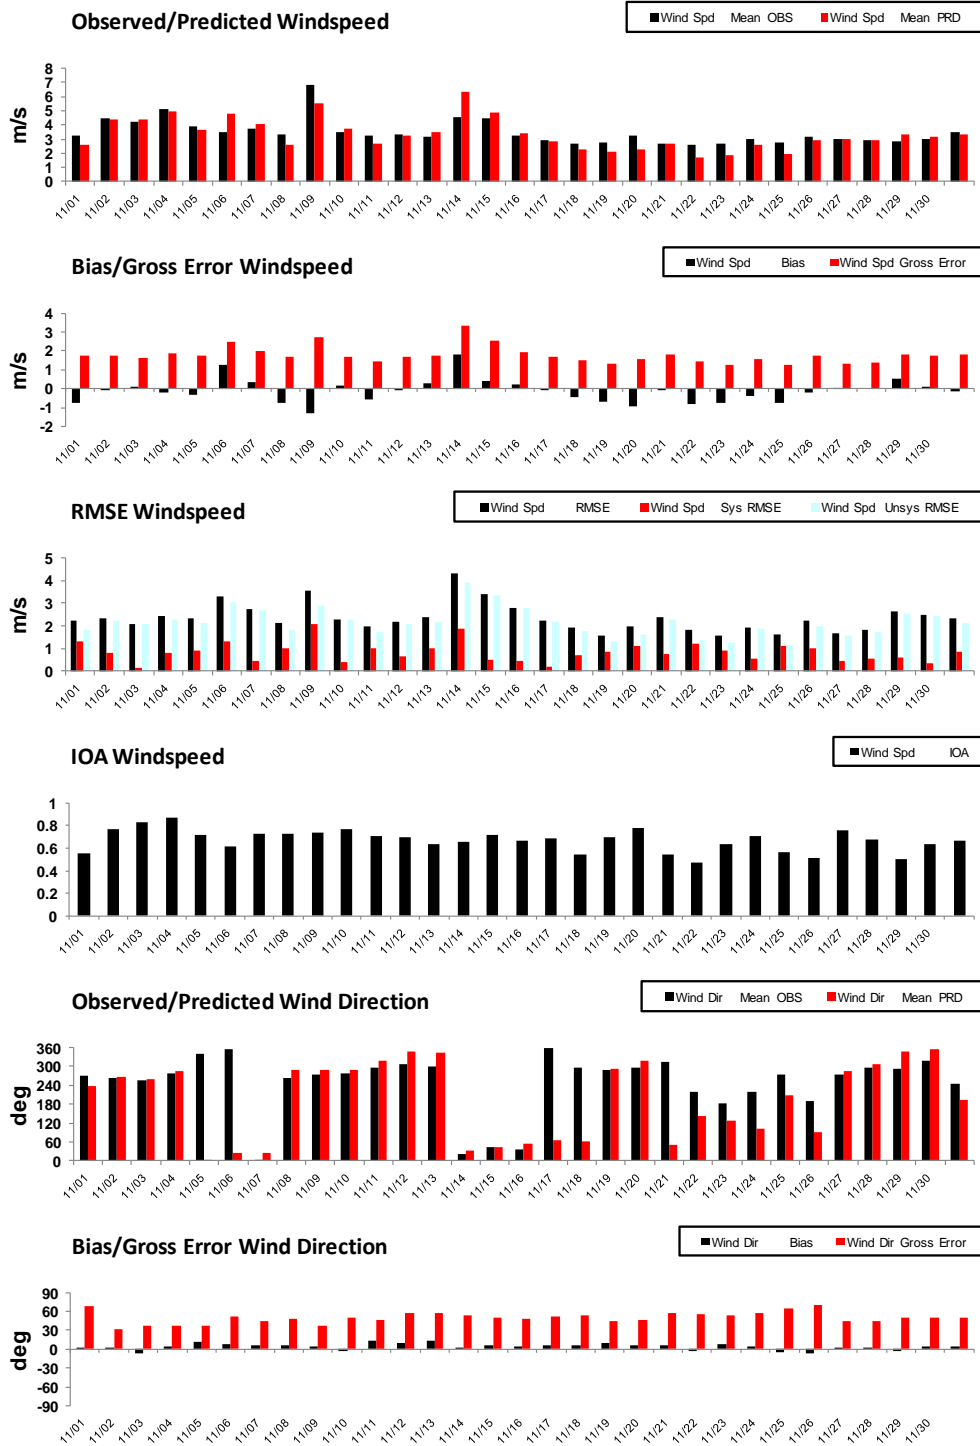 Observed/Predicted Windspeed
Wind Spd Mean OBS Wind Spd Mean PRD
8
7
6
5
4
3
2
1
0
m/s
11/01 11/02 11/03 11/04 11/05 11/06 11/07 11/08 11/09 11/10 11/11 11/12 11/13 11/14 11/15 11/16 11/17 11/18 11/19 11/20 11/21 11/22 11/23 11/24 11/25 11/26 11/27 11/28 11/29 11/30
Bias/Gross Error Windspeed
Wind Spd Bias Wind Spd Gross Error
4
3
2
1
0
-1
-2
m/s
11/01 11/02 11/03 11/04 11/05 11/06 11/07 11/08 11/09 11/10 11/11 11/12 11/13 11/14 11/15 11/16 11/17 11/18 11/19 11/20 11/21 11/22 11/23 11/24 11/25 11/26 11/27 11/28 11/29 11/30
RMSE Windspeed
Wind Spd RMSE Wind Spd Sys RMSE Wind Spd Unsys RMSE
5
4
3
2
1
0
m/s
11/01 11/02 11/03 11/04 11/05 11/06 11/07 11/08 11/09 11/10 11/11 11/12 11/13 11/14 11/15 11/16 11/17 11/18 11/19 11/20 11/21 11/22 11/23 11/24 11/25 11/26 11/27 11/28 11/29 11/30
IOA Windspeed
Wind Spd IOA
1
0.8
0.6
0.4
0.2
0
11/01 11/02 11/03 11/04 11/05 11/06 11/07 11/08 11/09 11/10 11/11 11/12 11/13 11/14 11/15 11/16 11/17 11/18 11/19 11/20 11/21 11/22 11/23 11/24 11/25 11/26 11/27 11/28 11/29 11/30
Observed/Predicted Wind Direction
Wind Dir Mean OBS Wind Dir Mean PRD
360
300
240
180
120
60
0
deg
11/01 11/02 11/03 11/04 11/05 11/06 11/07 11/08 11/09 11/10 11/11 11/12 11/13 11/14 11/15 11/16 11/17 11/18 11/19 11/20 11/21 11/22 11/23 11/24 11/25 11/26 11/27 11/28 11/29 11/30
Bias/Gross Error Wind Direction
Wind Dir Bias Wind Dir Gross Error
90
60
30
0
-30
-60
-90
deg
11/01 11/02 11/03 11/04 11/05 11/06 11/07 11/08 11/09 11/10 11/11 11/12 11/13 11/14 11/15 11/16 11/17 11/18 11/19 11/20 11/21 11/22 11/23 11/24 11/25 11/26 11/27 11/28 11/29 11/30